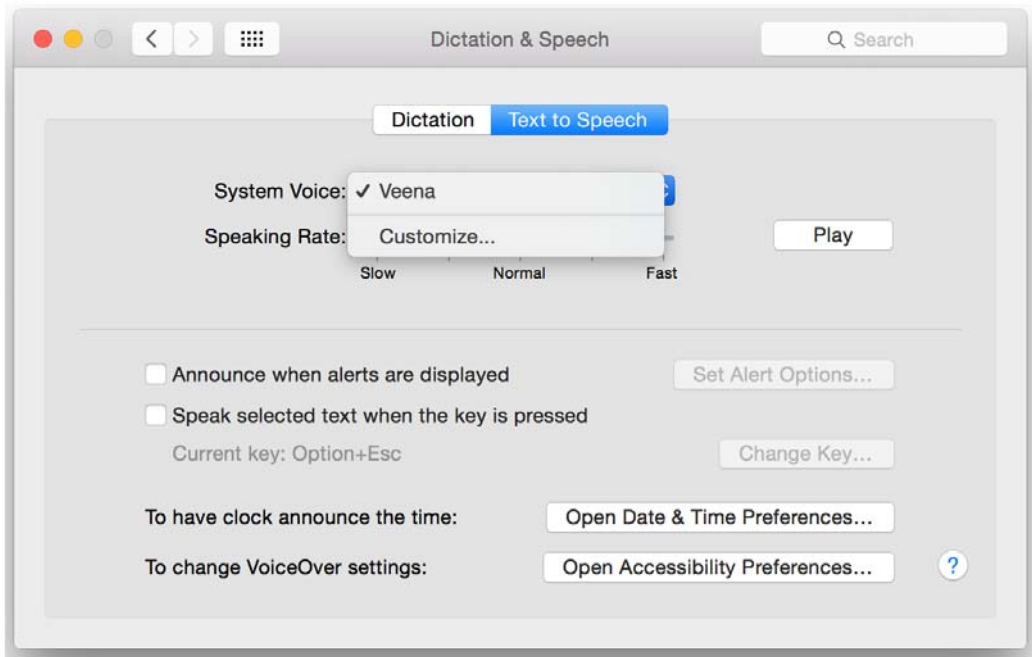 Dictation & Speech
Search
Dictation Text to Speech
System Voice: ✓ Veena
Speaking Rate: Customize... Play
Slow Normal Fast
Announce when alerts are displayed Set Alert Options...
Speak selected text when the key is pressed
Current key: Option+Esc Change Key...
To have clock announce the time: Open Date & Time Preferences...
To change VoiceOver settings: Open Accessibility Preferences... ?